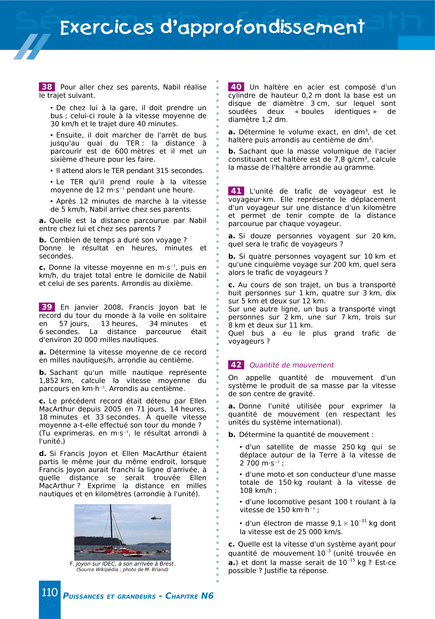 Exercices d'approfondissement
38 Pour aller chez ses parents, Nabil réalise
le trajet suivant.
• De chez lui à la gare, il doit prendre un
bus ; celui-ci roule à la vitesse moyenne de
30 km/h et le trajet dure 40 minutes.
• Ensuite, il doit marcher de l'arrêt de bus
jusqu'au quai du TER : la distance à
parcourir est de 600 mètres et il met un
sixième d'heure pour les faire.
• Il attend alors le TER pendant 315 secondes.
• Le TER qu'il prend roule à la vitesse
moyenne de 12 m·s⁻¹ pendant une heure.
• Après 12 minutes de marche à la vitesse
de 5 km/h, Nabil arrive chez ses parents.
a. Quelle est la distance parcourue par Nabil
entre chez lui et chez ses parents ?
b. Combien de temps a duré son voyage ?
Donne le résultat en heures, minutes et
secondes.
c. Donne la vitesse moyenne en m·s⁻¹, puis en
km/h, du trajet total entre le domicile de Nabil
et celui de ses parents. Arrondis au dixième.
39 En janvier 2008, Francis Joyon bat le
record du tour du monde à la voile en solitaire
en 57 jours, 13 heures, 34 minutes et
6 secondes. La distance parcourue était
d'environ 20 000 milles nautiques.
a. Détermine la vitesse moyenne de ce record
en milles nautiques/h, arrondie au centième.
b. Sachant qu'un mille nautique représente
1,852 km, calcule la vitesse moyenne du
parcours en km·h⁻¹. Arrondis au centième.
c. Le précédent record était détenu par Ellen
MacArthur depuis 2005 en 71 jours, 14 heures,
18 minutes et 33 secondes. À quelle vitesse
moyenne a-t-elle effectué son tour du monde ?
(Tu exprimeras, en m·s⁻¹, le résultat arrondi à
l'unité.)
d. Si Francis Joyon et Ellen MacArthur étaient
partis le même jour du même endroit, lorsque
Francis Joyon aurait franchi la ligne d'arrivée, à
quelle distance se serait trouvée Ellen
MacArthur ? Exprime la distance en milles
nautiques et en kilomètres (arrondie à l'unité).
F. Joyon sur IDEC, à son arrivée à Brest.
(Source Wikipédia ; photo de M. Briand)
40 Un haltère en acier est composé d'un
cylindre de hauteur 0,2 m dont la base est un
disque de diamètre 3 cm, sur lequel sont
soudées deux « boules identiques » de
diamètre 1,2 dm.
a. Détermine le volume exact, en dm³, de cet
haltère puis arrondis au centième de dm³.
b. Sachant que la masse volumique de l'acier
constituant cet haltère est de 7,8 g/cm³, calcule
la masse de l'haltère arrondie au gramme.
41 L'unité de trafic de voyageur est le
voyageur·km. Elle représente le déplacement
d'un voyageur sur une distance d'un kilomètre
et permet de tenir compte de la distance
parcourue par chaque voyageur.
a. Si douze personnes voyagent sur 20 km,
quel sera le trafic de voyageurs ?
b. Si quatre personnes voyagent sur 10 km et
qu'une cinquième voyage sur 200 km, quel sera
alors le trafic de voyageurs ?
c. Au cours de son trajet, un bus a transporté
huit personnes sur 1 km, quatre sur 3 km, dix
sur 5 km et deux sur 12 km.
Sur une autre ligne, un bus a transporté vingt
personnes sur 2 km, une sur 7 km, trois sur
8 km et deux sur 11 km.
Quel bus a eu le plus grand trafic de
voyageurs ?
42 Quantité de mouvement
On appelle quantité de mouvement d'un
système le produit de sa masse par la vitesse
de son centre de gravité.
a. Donne l'unité utilisée pour exprimer la
quantité de mouvement (en respectant les
unités du système international).
b. Détermine la quantité de mouvement :
• d'un satellite de masse 250 kg qui se
déplace autour de la Terre à la vitesse de
2 700 m·s⁻¹ ;
• d'une moto et son conducteur d'une masse
totale de 150 kg roulant à la vitesse de
108 km/h ;
• d'une locomotive pesant 100 t roulant à la
vitesse de 150 km·h⁻¹ ;
• d'un électron de masse 9,1 × 10⁻³¹ kg dont
la vitesse est de 25 000 km/s.
c. Quelle est la vitesse d'un système ayant pour
quantité de mouvement 10⁻³ (unité trouvée en
a.) et dont la masse serait de 10⁻¹⁵ kg ? Est-ce
possible ? Justifie ta réponse.
110 PUISSANCES ET GRANDEURS • CHAPITRE N6